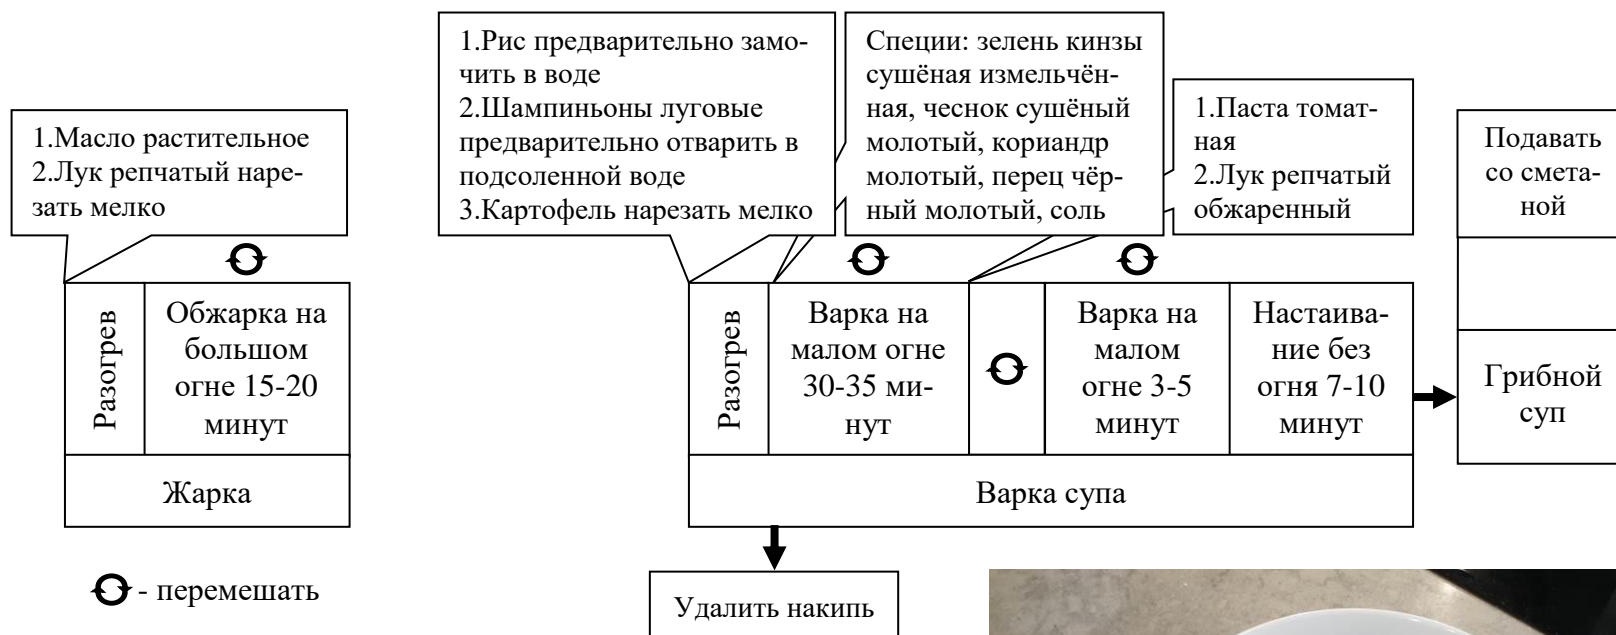 1.Масло растительное
2.Лук репчатый наре-
зать мелко
1.Рис предварительно замо-
чить в воде
2.Шампиньоны луговые
предварительно отварить в
подсоленной воде
3.Картофель нарезать мелко
Специи: зелень кинзы
сушёная измельчён-
ная, чеснок сушёный
молотый, кориандр
молотый, перец чёр-
ный молотый, соль
1.Паста томат-
ная
2.Лук репчатый
обжаренный
Подавать
со смета-
ной
Разогрев
Обжарка на
большом
огне 15-20
минут
Жарка
Разогрев
Варка на
малом огне
30-35 ми-
нут
Варка на
малом
огне 3-5
минут
Настаива-
ние без
огня 7-10
минут
Варка супа
Грибной
суп
- перемешать
Удалить накипь